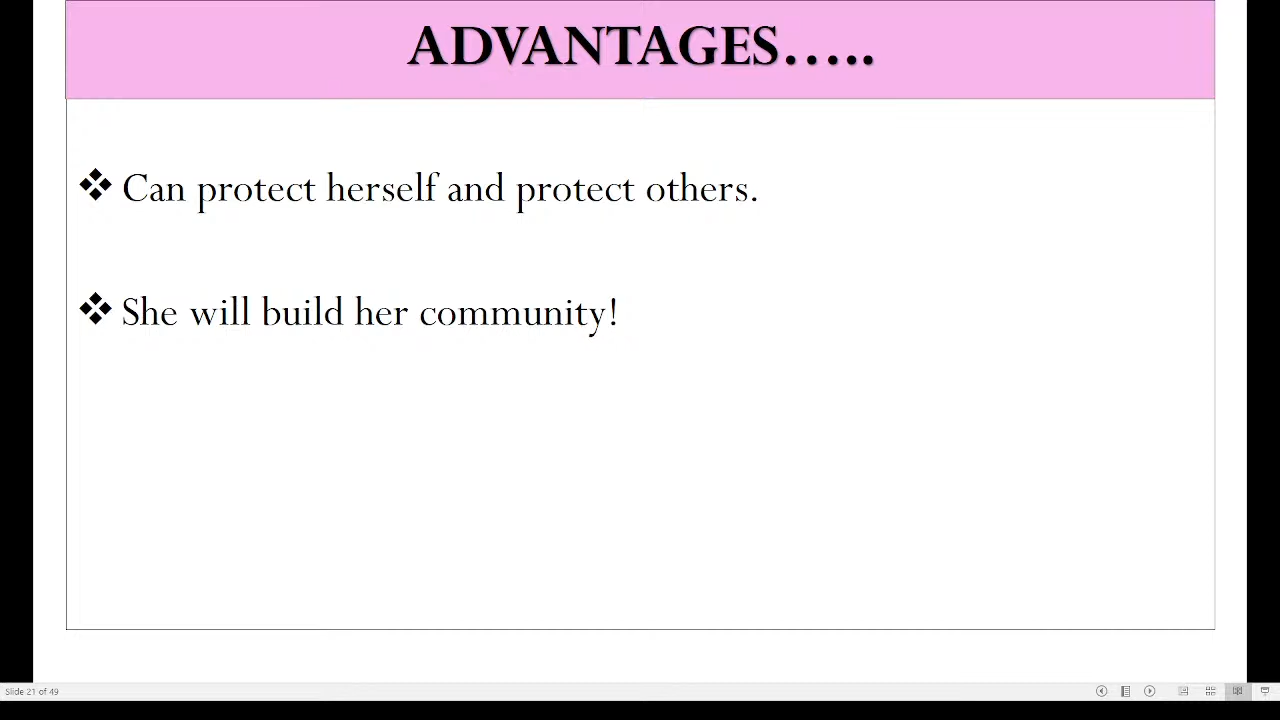 ADVANTAGES…..
❖ Can protect herself and protect others.
❖ She will build her community!
Slide 21 of 49